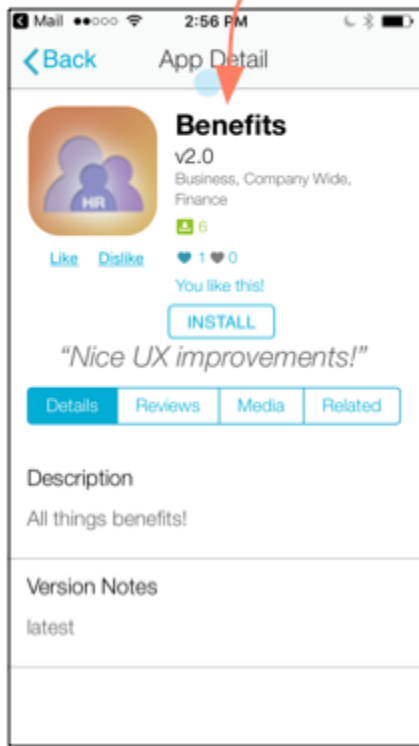 Mail 2:56 PM
Back App Detail
Benefits
v2.0
Business, Company Wide,
Finance
6
HR
Like Dislike 1 0
You like this!
INSTALL
“Nice UX improvements!”
Details Reviews Media Related
Description
All things benefits!
Version Notes
latest